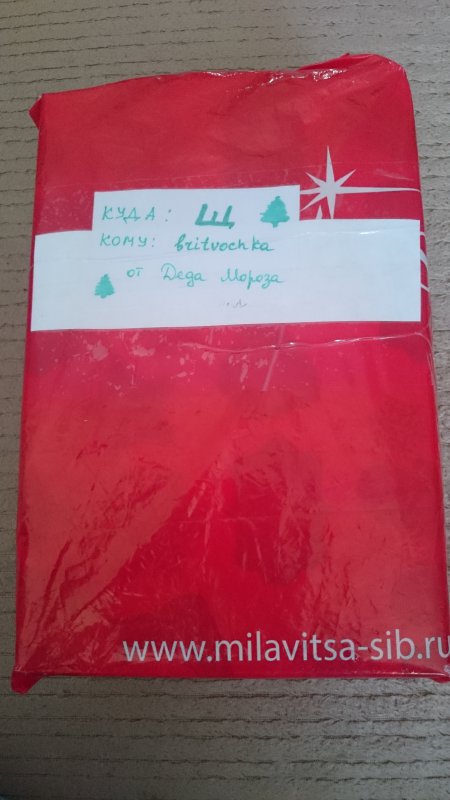 КУДА: Щ
КОМУ: britvochka
от Деда Мороза
www.milavitsa-sib.ru